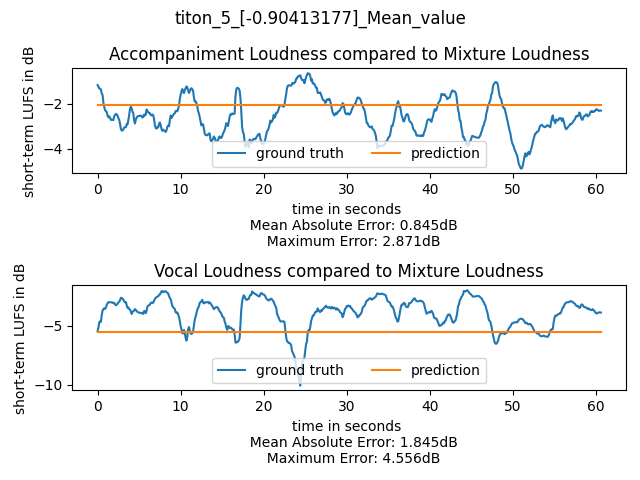 titon_5_[-0.90413177]_Mean_value
Accompaniment Loudness compared to Mixture Loudness
short-term LUFS in dB
−2
−4
ground truth
prediction
0
10
20
30
40
50
60
time in seconds
Mean Absolute Error: 0.845dB
Maximum Error: 2.871dB
Vocal Loudness compared to Mixture Loudness
short-term LUFS in dB
−5
−10
ground truth
prediction
0
10
20
30
40
50
60
time in seconds
Mean Absolute Error: 1.845dB
Maximum Error: 4.556dB